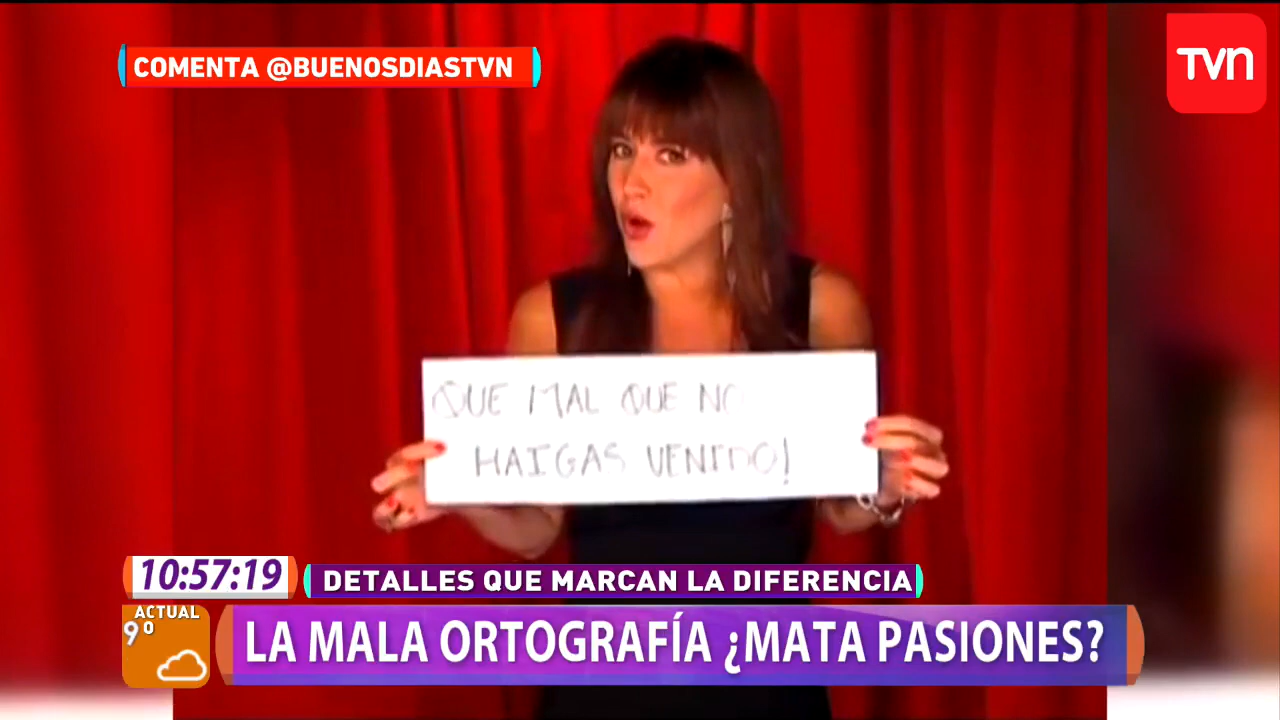 COMENTA @BUENOSDIASTVN
TVN
QUE MAL QUE NO
HAIGAS VENIDO!
10:57:19
DETALLES QUE MARCAN LA DIFERENCIA
ACTUAL
9º
LA MALA ORTOGRAFÍA ¿MATA PASIONES?